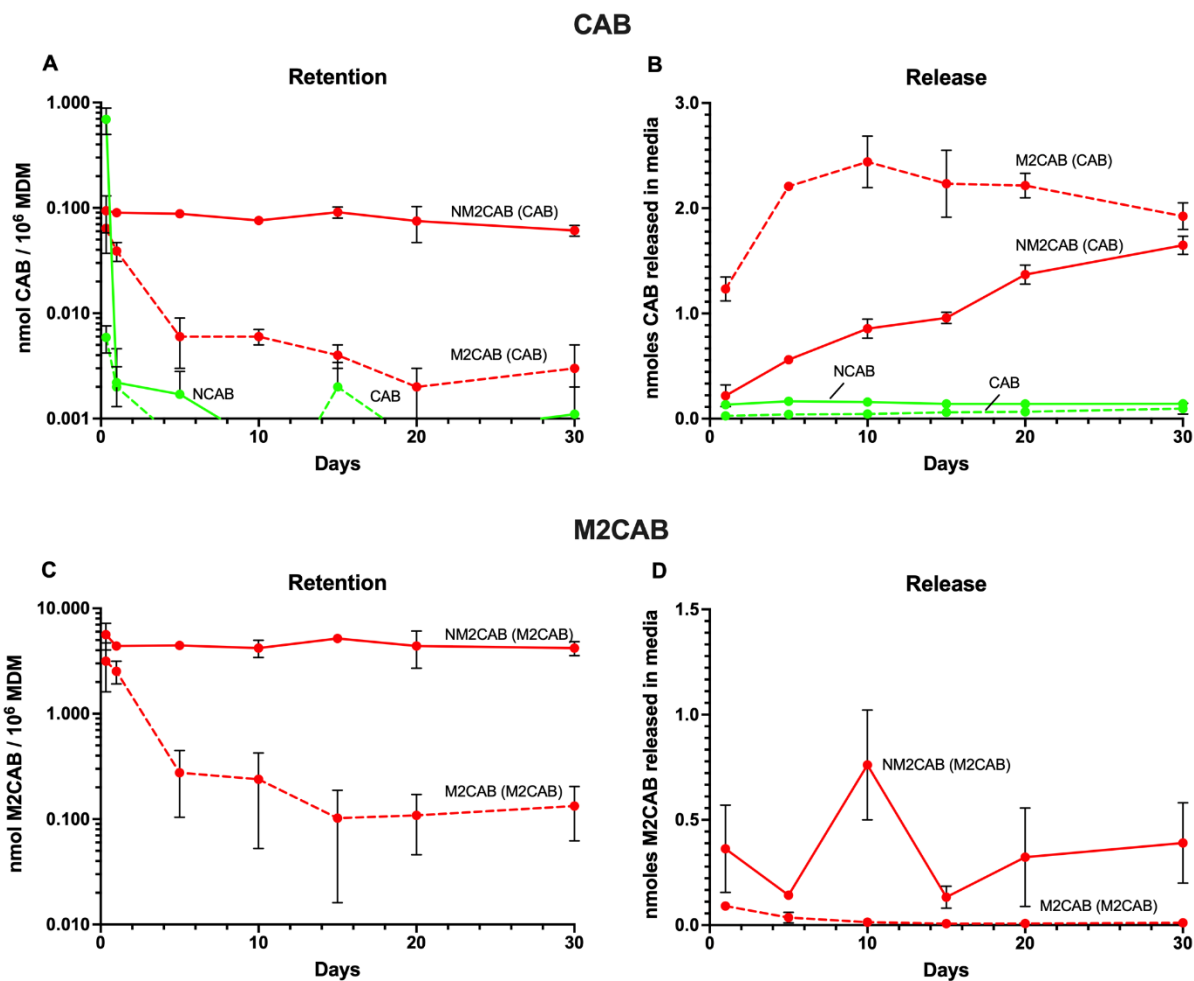 CAB
A
Retention
nmol CAB / 10⁶ MDM
1.000
0.100
0.010
0.001
NM2CAB (CAB)
M2CAB (CAB)
CAB
NCAB
0 10 20 30
Days
B
Release
nmoles CAB released in media
3.0
2.0
1.0
0.0
M2CAB (CAB)
NM2CAB (CAB)
NCAB
CAB
0 10 20 30
Days
M2CAB
C
Retention
nmol M2CAB / 10⁶ MDM
10.000
1.000
0.100
0.010
NM2CAB (M2CAB)
M2CAB (M2CAB)
0 10 20 30
Days
D
Release
nmoles M2CAB released in media
1.5
1.0
0.5
0.0
NM2CAB (M2CAB)
M2CAB (M2CAB)
0 10 20 30
Days